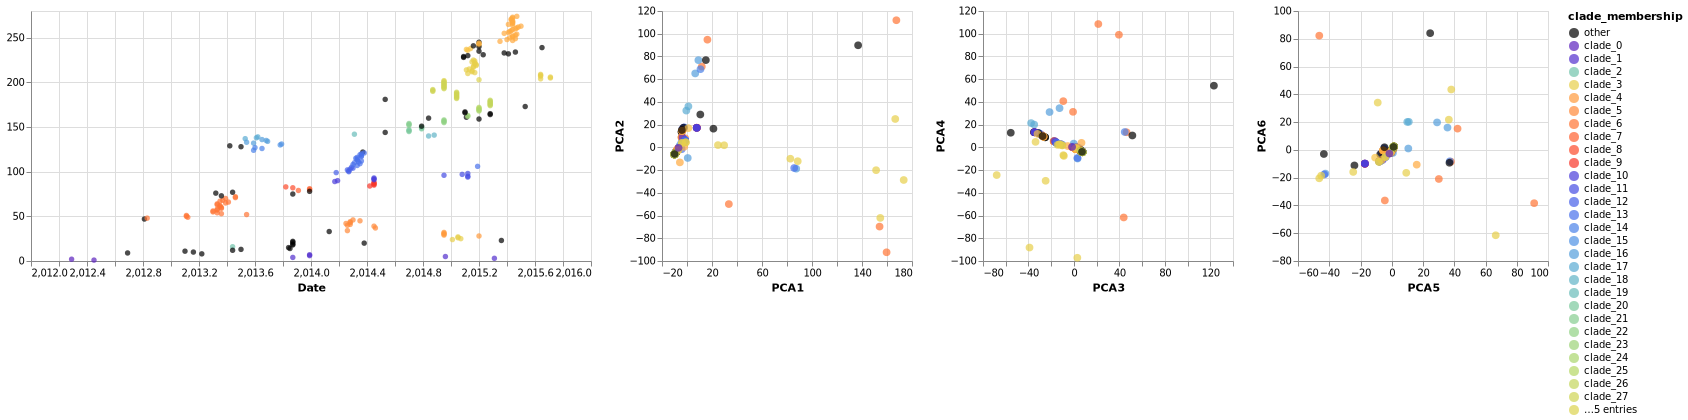 250
200
150
100
50
0
2,012.0 2,012.4 2,012.8 2,013.2 2,013.6 2,014.0 2,014.4 2,014.8 2,015.2 2,015.6 2,016.0
Date
120
100
80
60
40
20
0
−20
−40
−60
−80
−100
PCA2
−20 20 60 100 140 180
PCA1
120
100
80
60
40
20
0
−20
−40
−60
−80
−100
PCA4
−80 −40 0 40 80 120
PCA3
100
80
60
40
20
0
−20
−40
−60
−80
PCA6
−60 −40 −20 0 20 40 60 80 100
PCA5
clade_membership
other
clade_0
clade_1
clade_2
clade_3
clade_4
clade_5
clade_6
clade_7
clade_8
clade_9
clade_10
clade_11
clade_12
clade_13
clade_14
clade_15
clade_16
clade_17
clade_18
clade_19
clade_20
clade_21
clade_22
clade_23
clade_24
clade_25
clade_26
clade_27
…5 entries